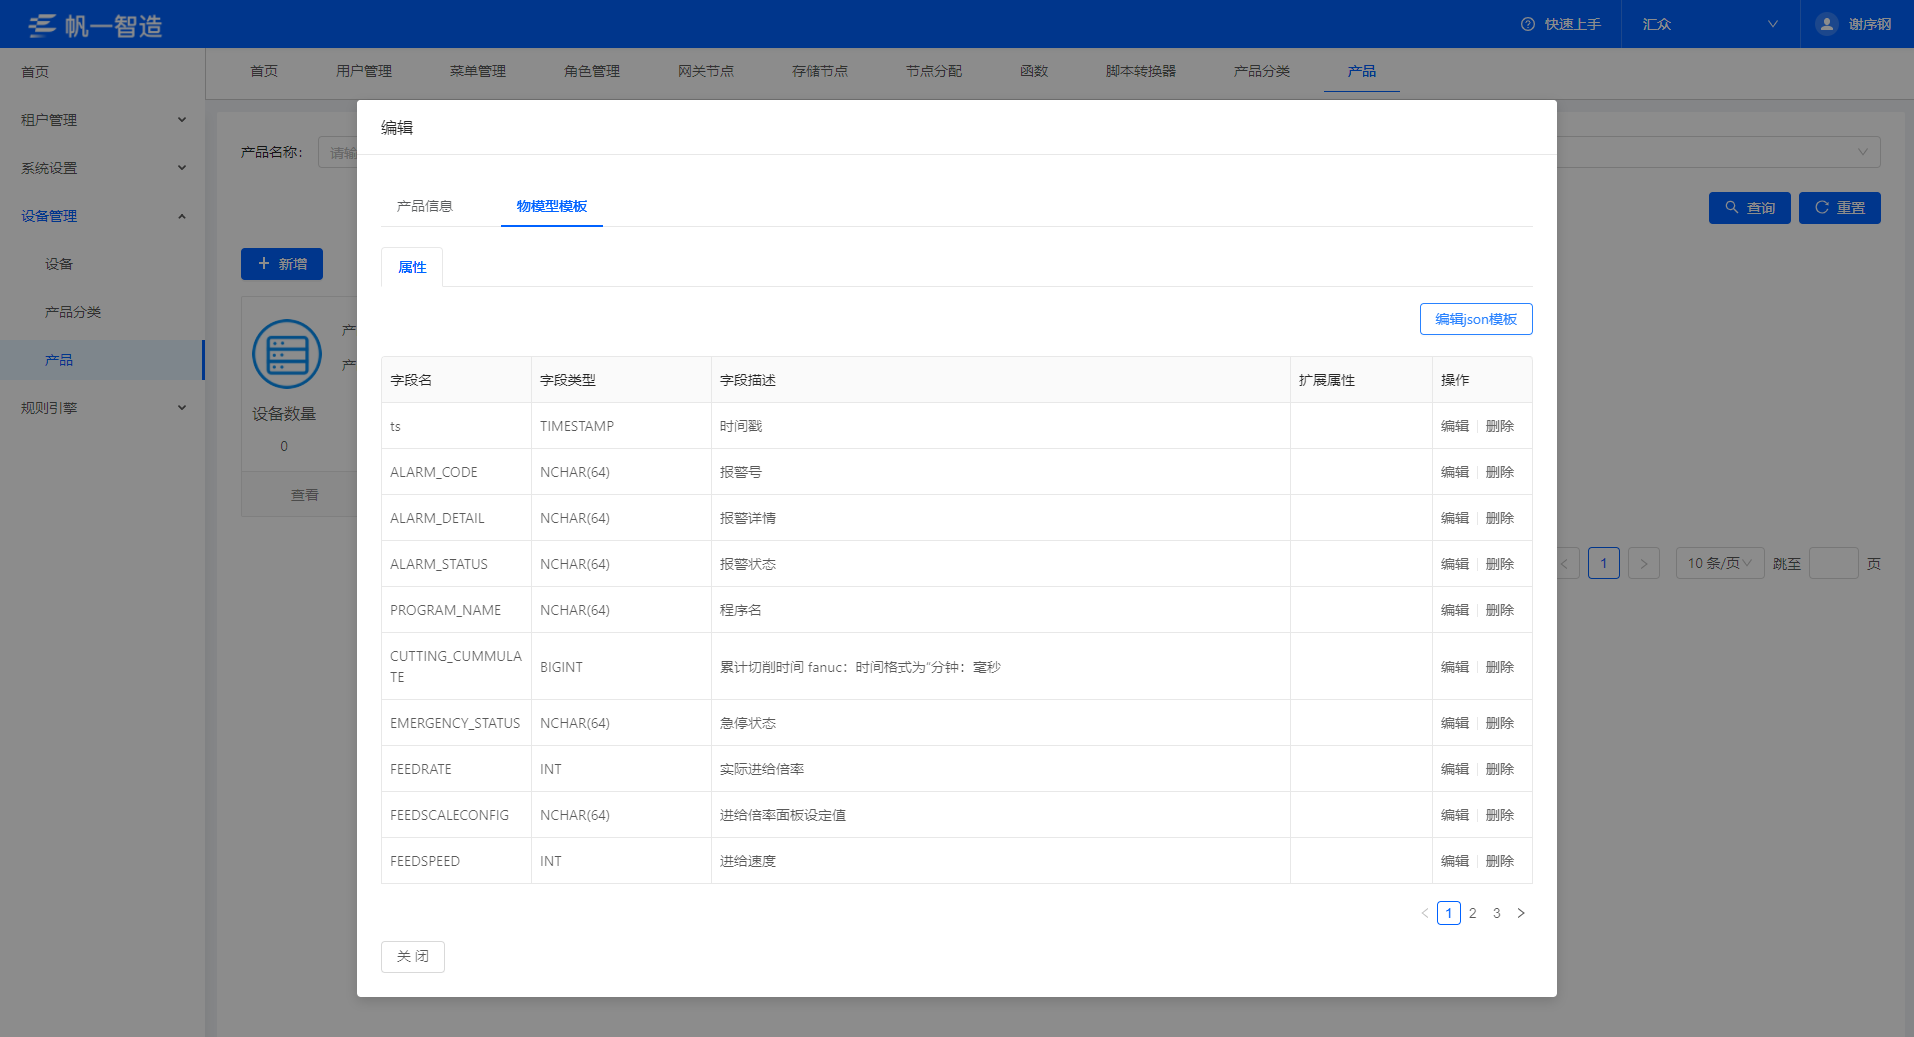 帆一智造
快速上手
汇众
谢序钢
首页
租户管理
系统设置
设备管理
设备
产品分类
产品
规则引擎
首页
用户管理
菜单管理
角色管理
网关节点
存储节点
节点分配
函数
脚本转换器
产品分类
产品
产品名称：
请输
查询
重置
新增
产
产
设备数量
0
查看
1
10 条/页
跳至
页
编辑
产品信息
物模型模板
属性
编辑json模板
字段名 字段类型 字段描述 扩展属性 操作
ts TIMESTAMP 时间戳 编辑 删除
ALARM_CODE NCHAR(64) 报警号 编辑 删除
ALARM_DETAIL NCHAR(64) 报警详情 编辑 删除
ALARM_STATUS NCHAR(64) 报警状态 编辑 删除
PROGRAM_NAME NCHAR(64) 程序名 编辑 删除
CUTTING_CUMMULA
TE BIGINT 累计切削时间 fanuc：时间格式为"分钟：毫秒 编辑 删除
EMERGENCY_STATUS NCHAR(64) 急停状态 编辑 删除
FEEDRATE INT 实际进给倍率 编辑 删除
FEEDSCALECONFIG NCHAR(64) 进给倍率面板设定值 编辑 删除
FEEDSPEED INT 进给速度 编辑 删除
1 2 3
关 闭